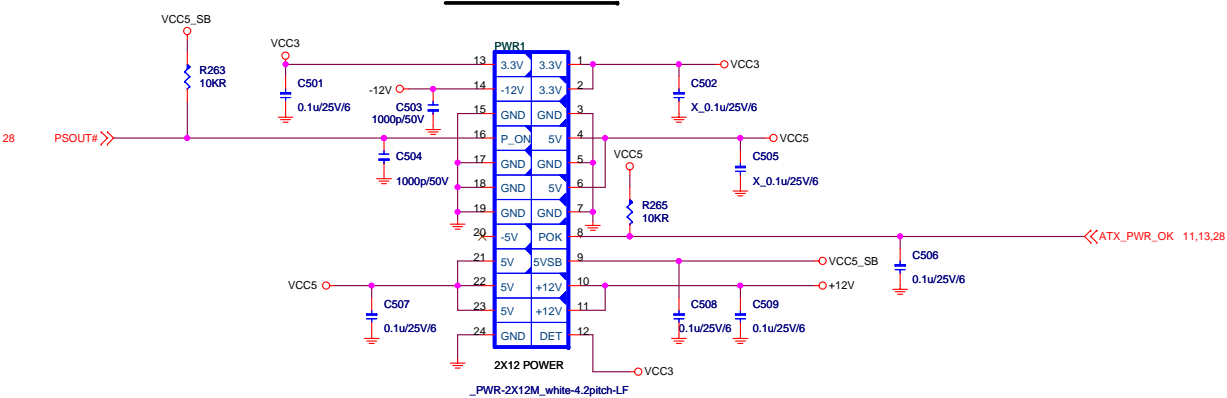 VCC5_SB
R263
10KR
VCC3
C501
0.1u/25V/6
-12V
C503
1000p/50V
28 PSOUT#
C504
1000p/50V
PWR1
13 3.3V 3.3V 1
14 -12V 3.3V 2
15 GND GND 3
16 P_ON 5V 4
17 GND GND 5
18 GND 5V 6
19 GND GND 7
20 -5V POK 8
21 5V 5VSB 9
22 5V +12V 10
23 5V +12V 11
24 GND DET 12
2X12 POWER
_PWR-2X12M_white-4.2pitch-LF
VCC3
C502
X_0.1u/25V/6
VCC5
C505
X_0.1u/25V/6
VCC5
R265
10KR
ATX_PWR_OK 11,13,28
C506
0.1u/25V/6
VCC5_SB
+12V
C508
0.1u/25V/6
C509
0.1u/25V/6
VCC5
C507
0.1u/25V/6
VCC3